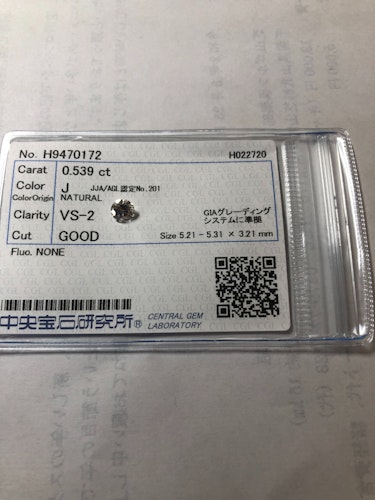 No. H9470172 H022720
Carat 0.539 ct
Color J JJA/AGL認定No.201
ColorOrigin NATURAL
Clarity VS-2 GIAグレーディング
システムに準拠
Cut GOOD Size 5.21 - 5.31 × 3.21 mm
Fluo. NONE
中央宝石研究所® CENTRAL GEM
LABORATORY